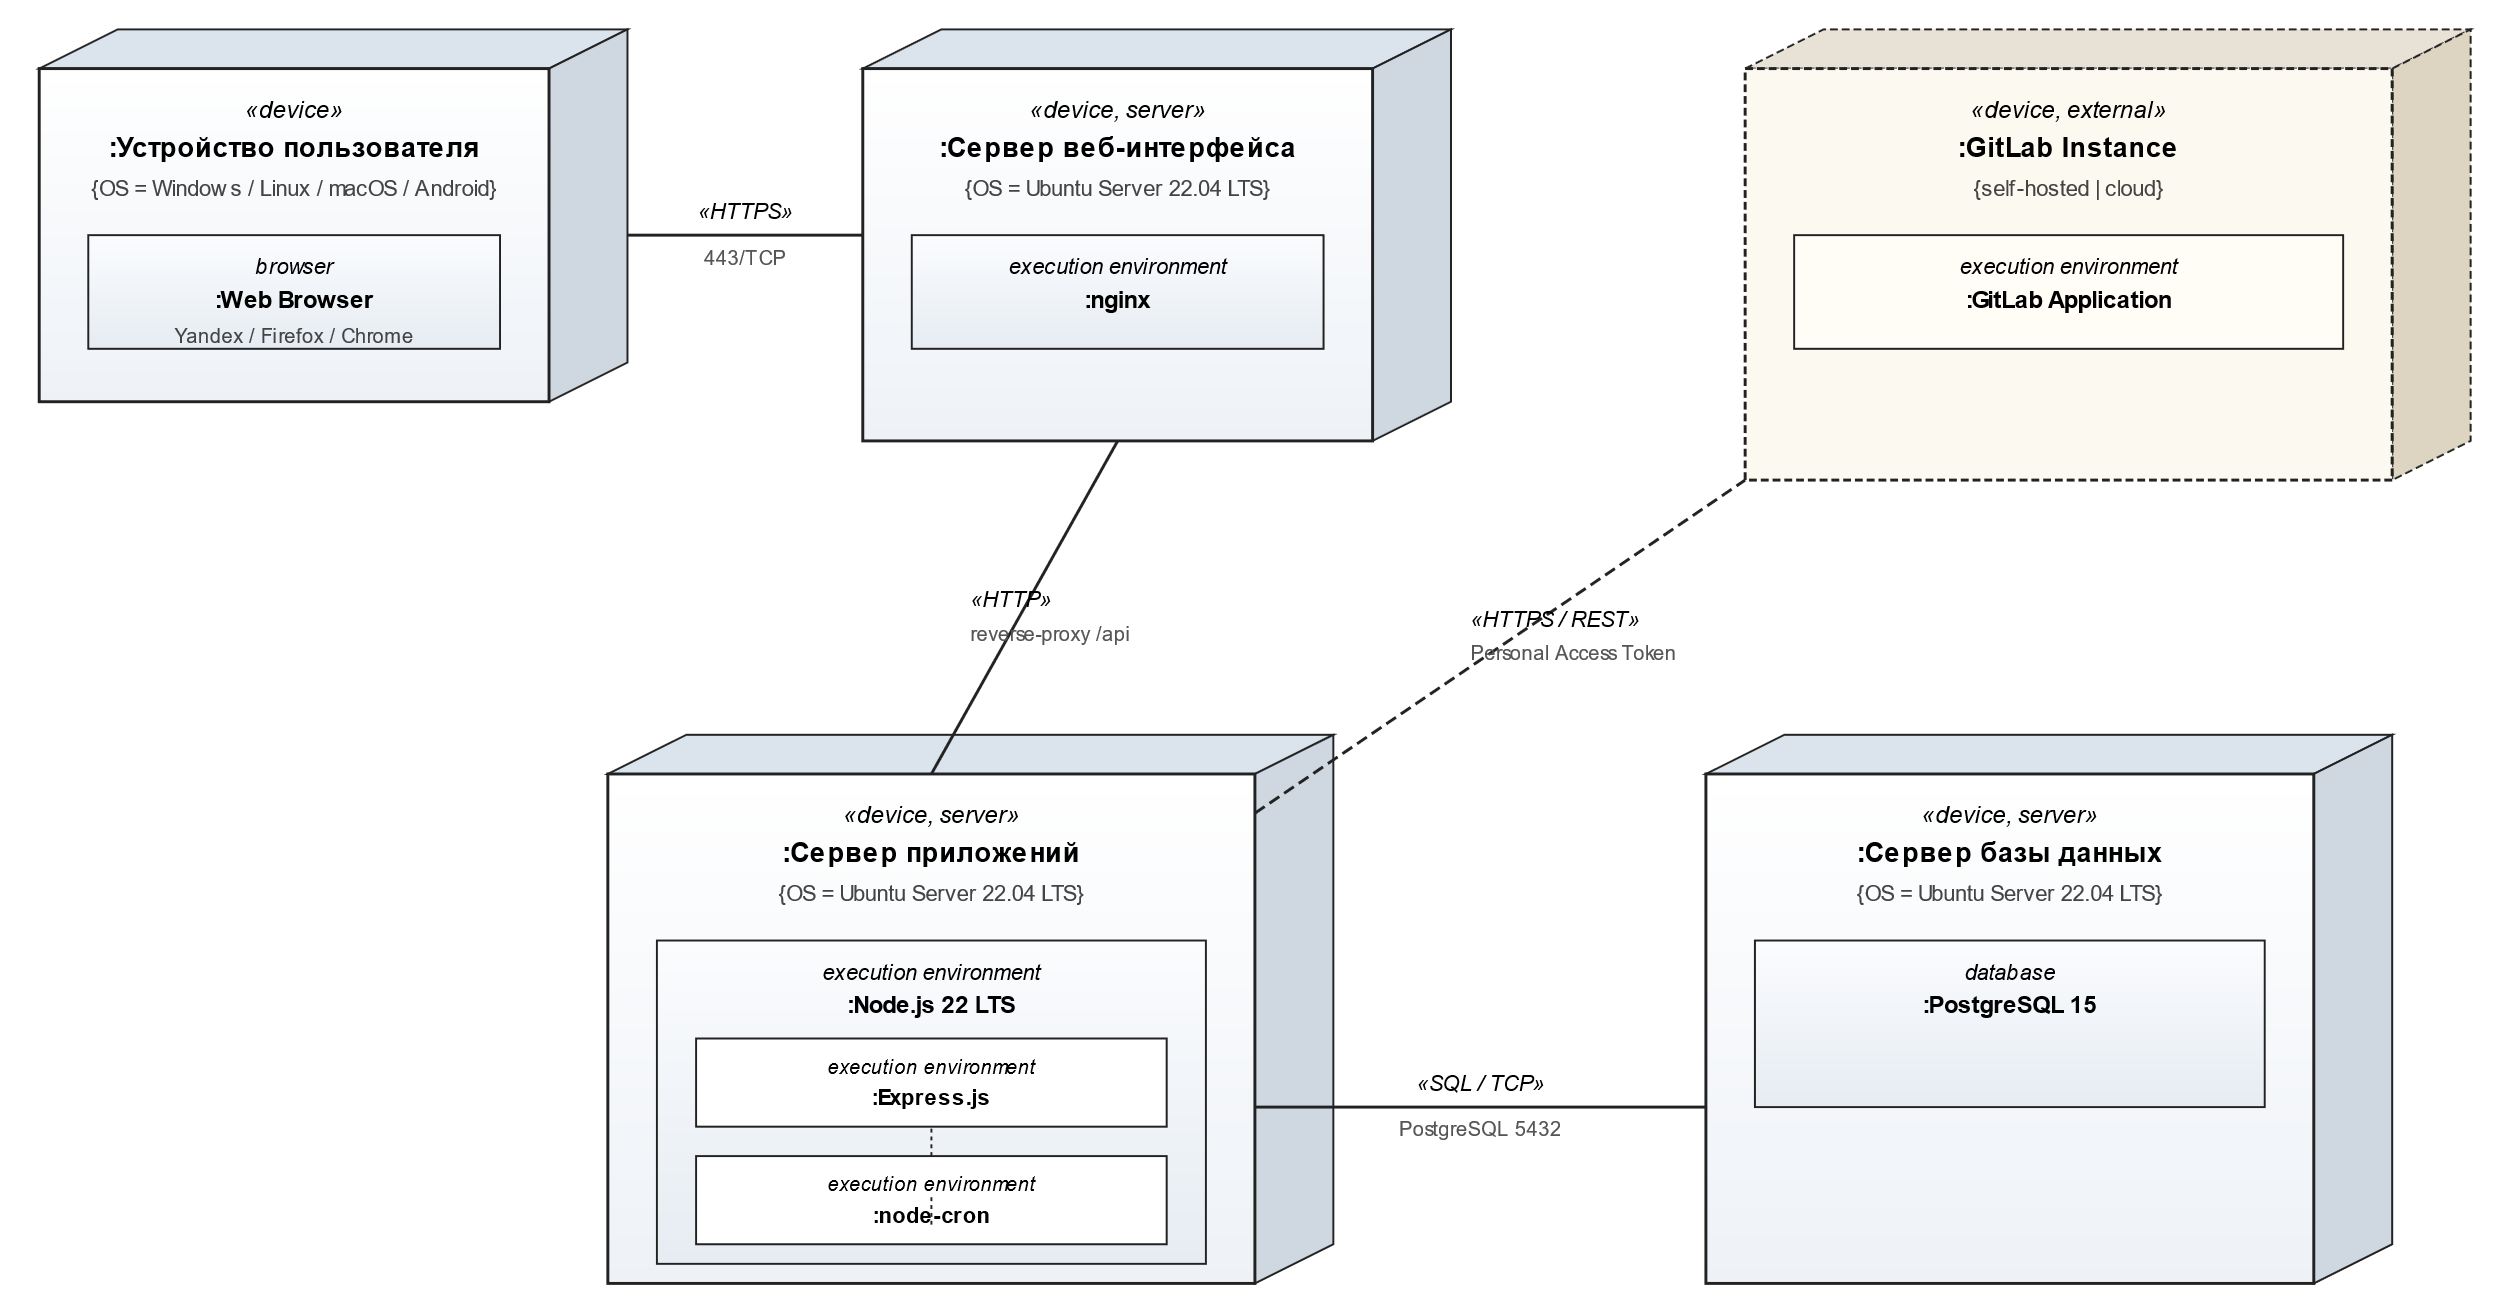 «device»
:Устройство пользователя
{OS = Windows / Linux / macOS / Android}
browser
:Web Browser
Yandex / Firefox / Chrome
«HTTPS»
443/TCP
«device, server»
:Сервер веб-интерфейса
{OS = Ubuntu Server 22.04 LTS}
execution environment
:nginx
«device, external»
:GitLab Instance
{self-hosted | cloud}
execution environment
:GitLab Application
«HTTP»
reverse-proxy /api
«HTTPS / REST»
Personal Access Token
«device, server»
:Сервер приложений
{OS = Ubuntu Server 22.04 LTS}
execution environment
:Node.js 22 LTS
execution environment
:Express.js
execution environment
:node-cron
«SQL / TCP»
PostgreSQL 5432
«device, server»
:Сервер базы данных
{OS = Ubuntu Server 22.04 LTS}
database
:PostgreSQL 15